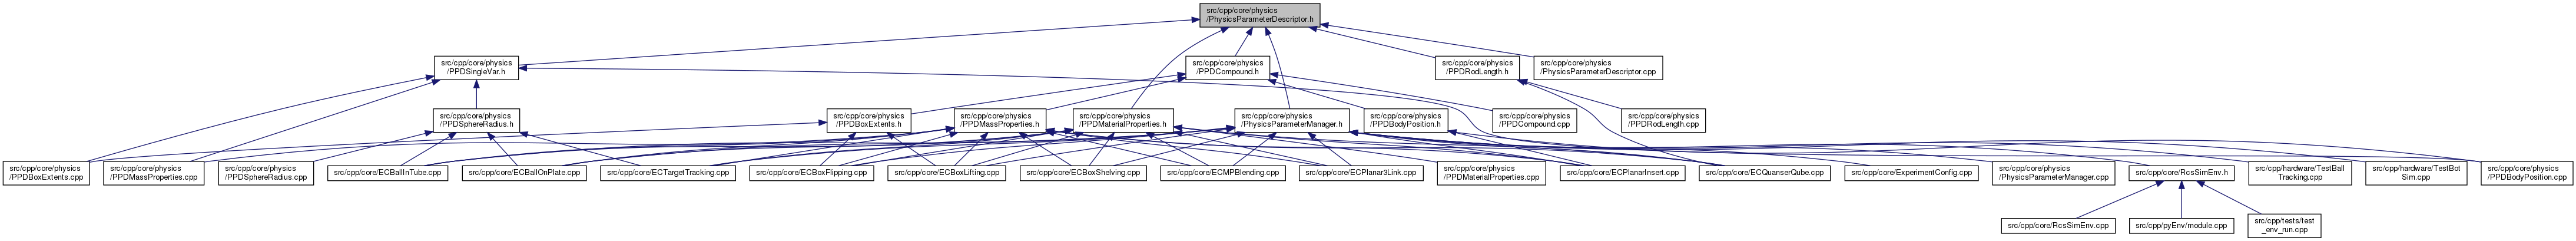 src/cpp/core/physics
/PhysicsParameterDescriptor.h
src/cpp/core/physics
/PPDSingleVar.h
src/cpp/core/physics
/PPDCompound.h
src/cpp/core/physics
/PPDRodLength.h
src/cpp/core/physics
/PhysicsParameterDescriptor.cpp
src/cpp/core/physics
/PPDSphereRadius.h
src/cpp/core/physics
/PPDBoxExtents.h
src/cpp/core/physics
/PPDMassProperties.h
src/cpp/core/physics
/PPDMaterialProperties.h
src/cpp/core/physics
/PhysicsParameterManager.h
src/cpp/core/physics
/PPDBodyPosition.h
src/cpp/core/physics
/PPDCompound.cpp
src/cpp/core/physics
/PPDRodLength.cpp
src/cpp/core/physics
/PPDBoxExtents.cpp
src/cpp/core/physics
/PPDMassProperties.cpp
src/cpp/core/physics
/PPDSphereRadius.cpp
src/cpp/core/ECBallInTube.cpp
src/cpp/core/ECBallOnPlate.cpp
src/cpp/core/ECTargetTracking.cpp
src/cpp/core/ECBoxFlipping.cpp
src/cpp/core/ECBoxLifting.cpp
src/cpp/core/ECBoxShelving.cpp
src/cpp/core/ECMPBlending.cpp
src/cpp/core/ECPlanar3Link.cpp
src/cpp/core/physics
/PPDMaterialProperties.cpp
src/cpp/core/ECPlanarInsert.cpp
src/cpp/core/ECQuanserQube.cpp
src/cpp/core/ExperimentConfig.cpp
src/cpp/core/physics
/PhysicsParameterManager.cpp
src/cpp/core/RcsSimEnv.h
src/cpp/hardware/TestBall
Tracking.cpp
src/cpp/hardware/TestBot
Sim.cpp
src/cpp/core/physics
/PPDBodyPosition.cpp
src/cpp/core/RcsSimEnv.cpp
src/cpp/pyEnv/module.cpp
src/cpp/tests/test
_env_run.cpp